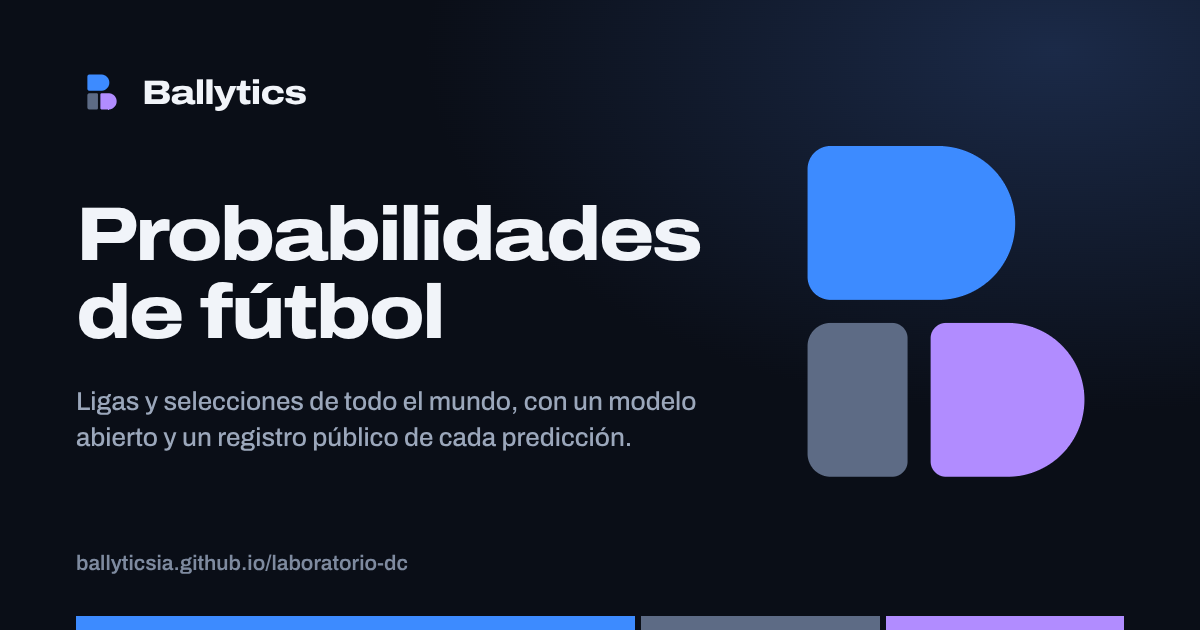 Ballytics
Probabilidades
de fútbol
Ligas y selecciones de todo el mundo, con un modelo
abierto y un registro público de cada predicción.
ballyticsia.github.io/laboratorio-dc